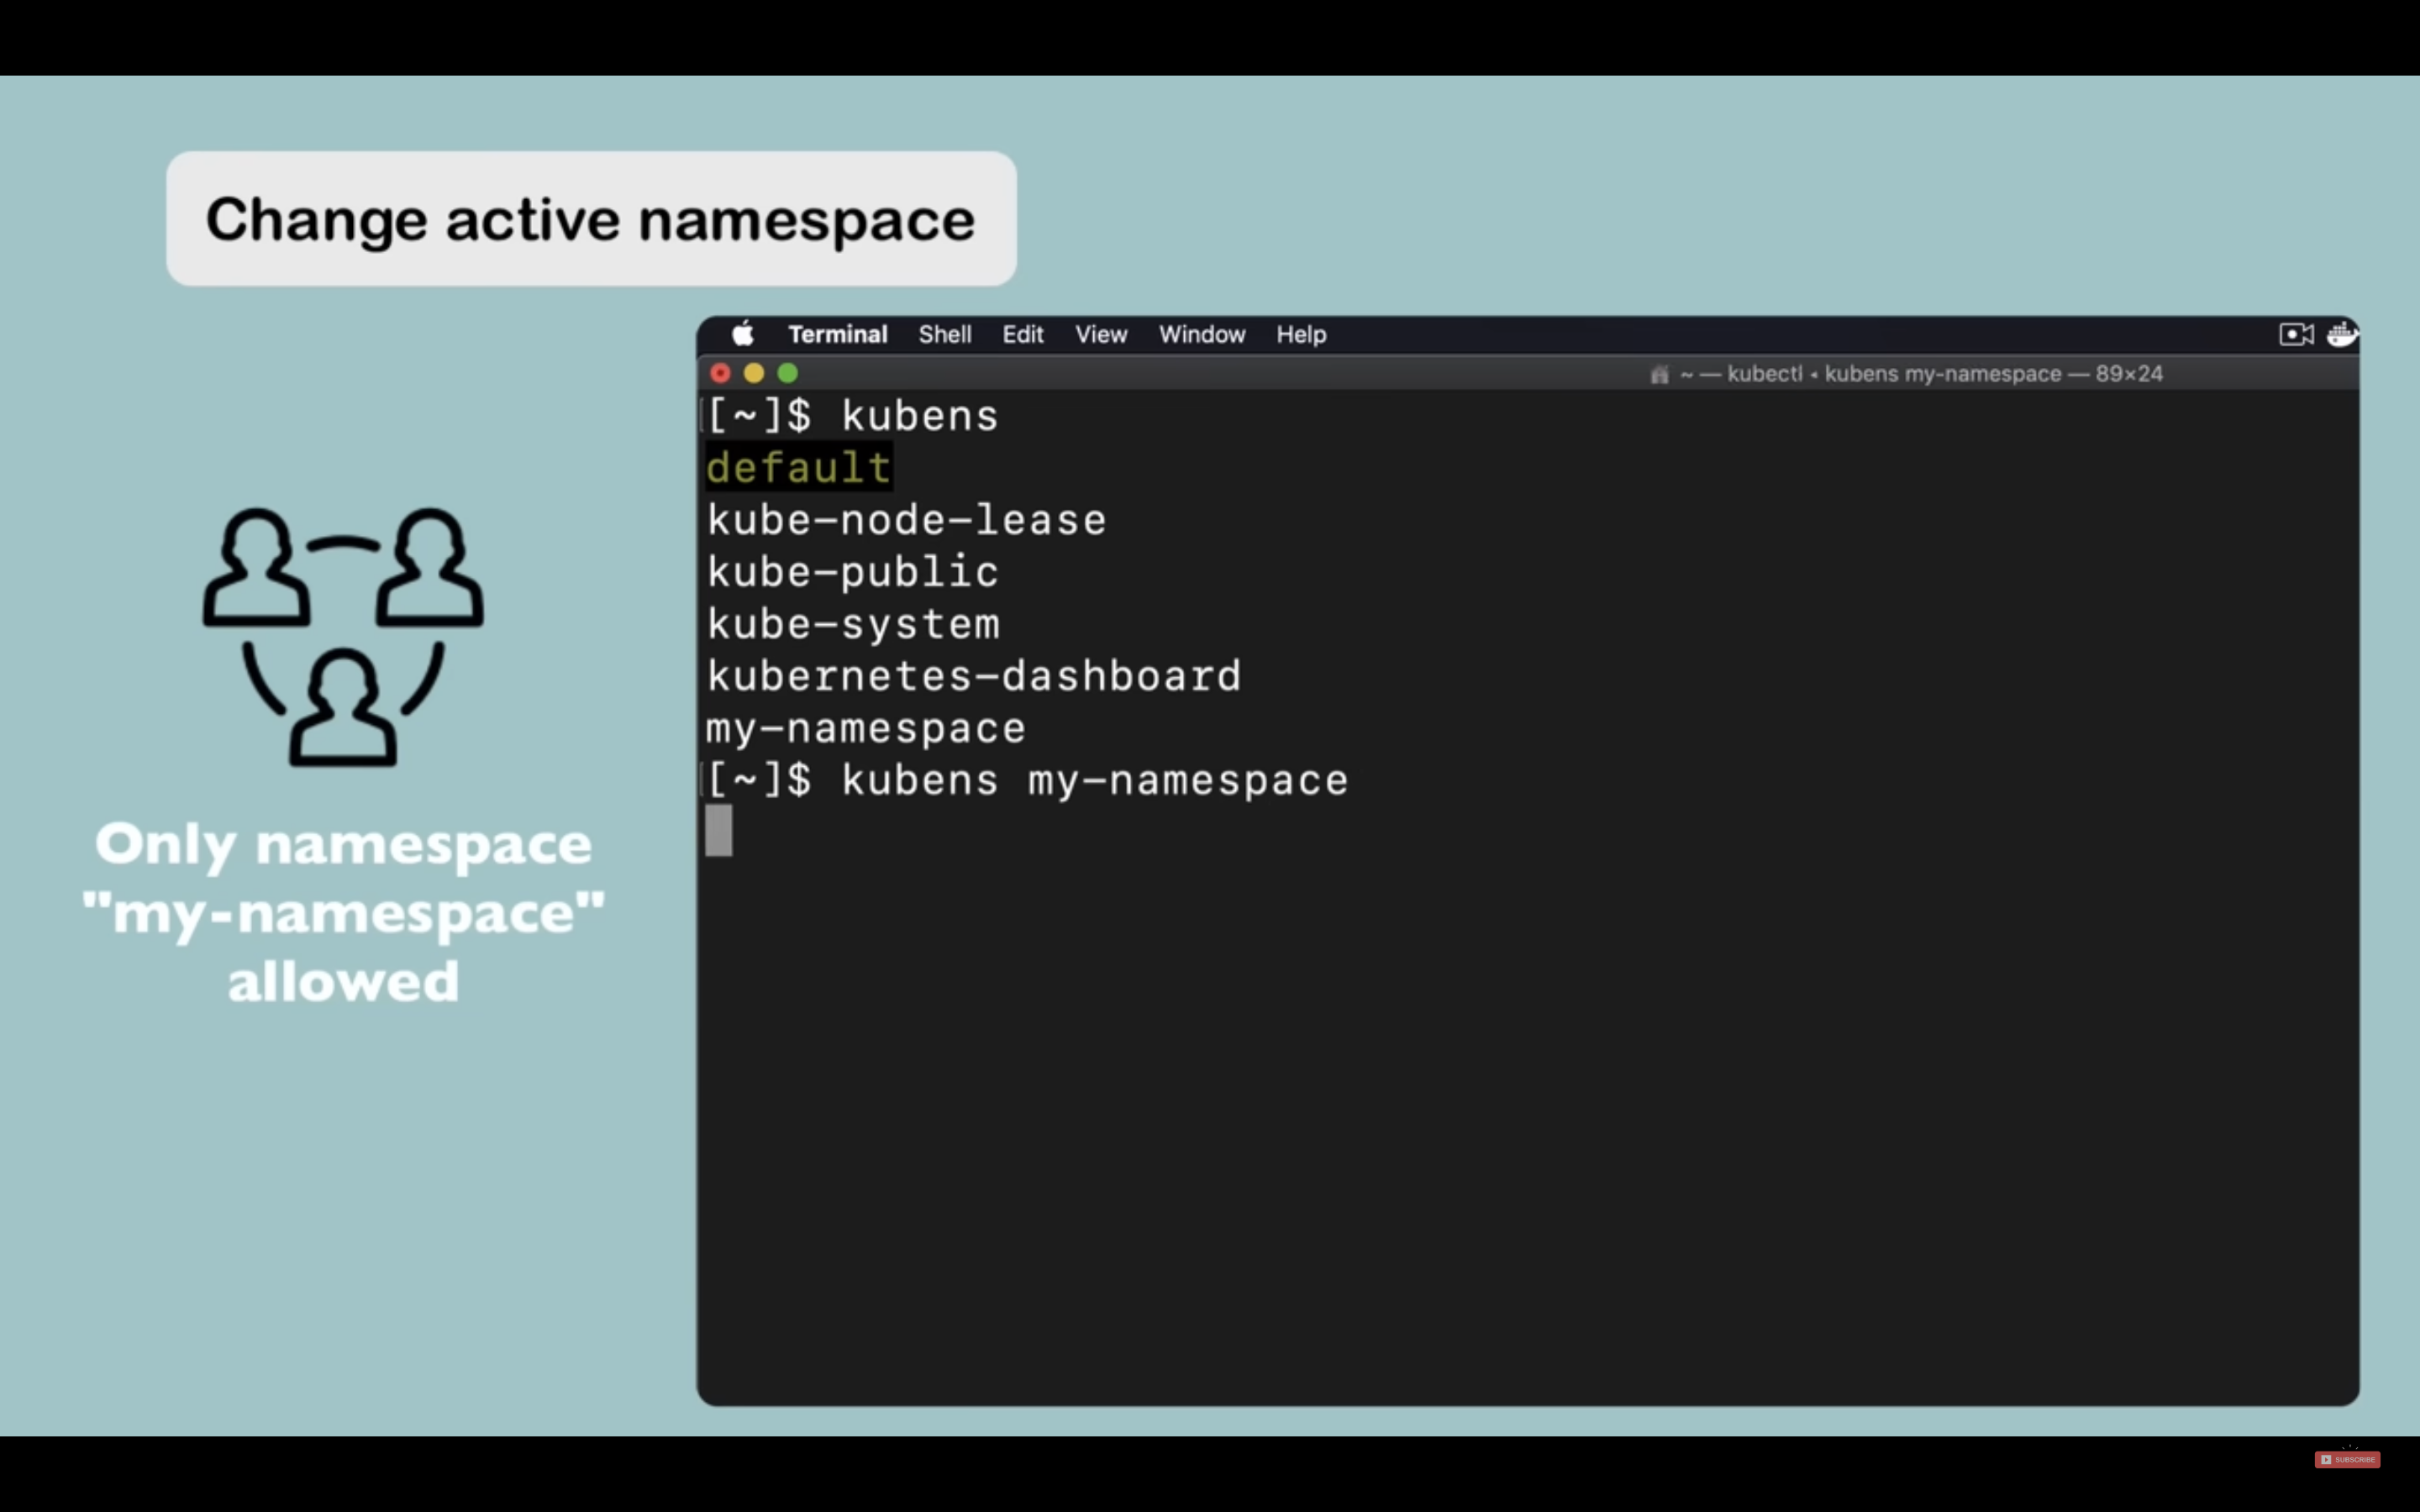 Change active namespace
Terminal Shell Edit View Window Help
~ — kubectl ◂ kubens my-namespace — 89×24
[~]$ kubens
default
kube-node-lease
kube-public
kube-system
kubernetes-dashboard
my-namespace
[~]$ kubens my-namespace
Only namespace
"my-namespace"
allowed
SUBSCRIBE